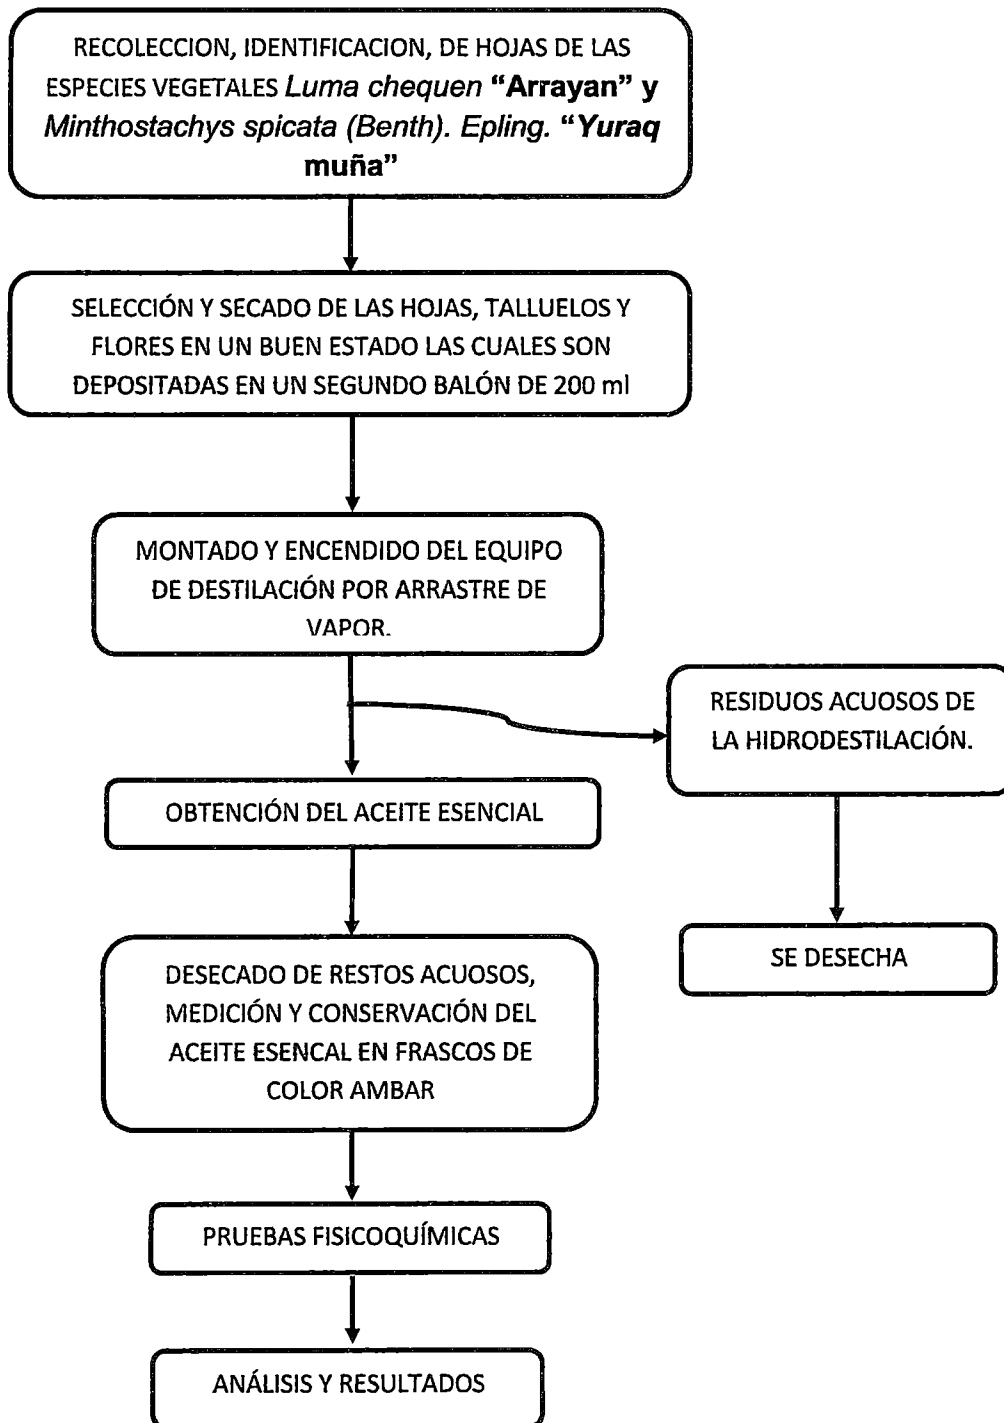 RECOLECCION, IDENTIFICACION, DE HOJAS DE LAS
ESPECIES VEGETALES Luma chequen "Arrayan" y
Minthostachys spicata (Benth). Epling. "Yuraq
muña"
SELECCIÓN Y SECADO DE LAS HOJAS, TALLUELOS Y
FLORES EN UN BUEN ESTADO LAS CUALES SON
DEPOSITADAS EN UN SEGUNDO BALÓN DE 200 ml
MONTADO Y ENCENDIDO DEL EQUIPO
DE DESTILACIÓN POR ARRASTRE DE
VAPOR.
RESIDUOS ACUOSOS DE
LA HIDRODESTILACIÓN.
OBTENCIÓN DEL ACEITE ESENCIAL
SE DESECHA
DESECADO DE RESTOS ACUOSOS,
MEDICIÓN Y CONSERVACIÓN DEL
ACEITE ESENCAL EN FRASCOS DE
COLOR AMBAR
PRUEBAS FISICOQUÍMICAS
ANÁLISIS Y RESULTADOS